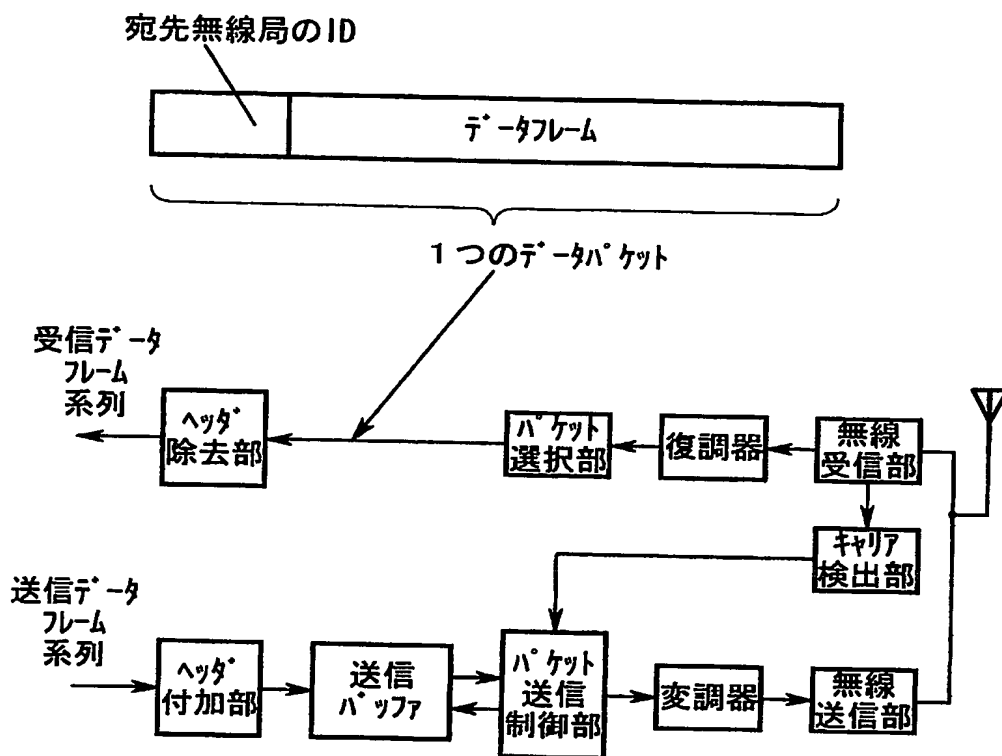 宛先無線局のID
データフレーム
1つのデータパケット
受信データ
フレーム
系列
ヘッダ
除去部
パケット
選択部
復調器
無線
受信部
キャリア
検出部
送信データ
フレーム
系列
ヘッダ
付加部
送信
バッファ
パケット
送信
制御部
変調器
無線
送信部